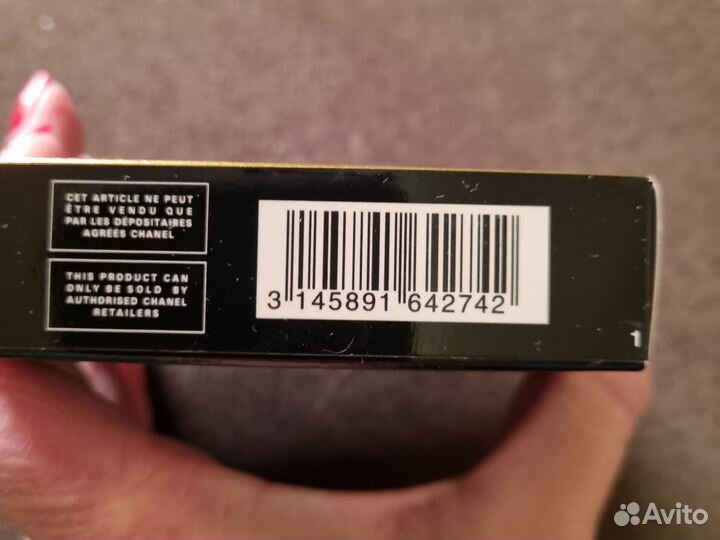 CET ARTICLE NE PEUT
ÊTRE VENDU QUE
PAR LES DÉPOSITAIRES
AGRÉÉS CHANEL
THIS PRODUCT CAN
ONLY BE SOLD BY
AUTHORISED CHANEL
RETAILERS
3 145891 642742
1
Avito